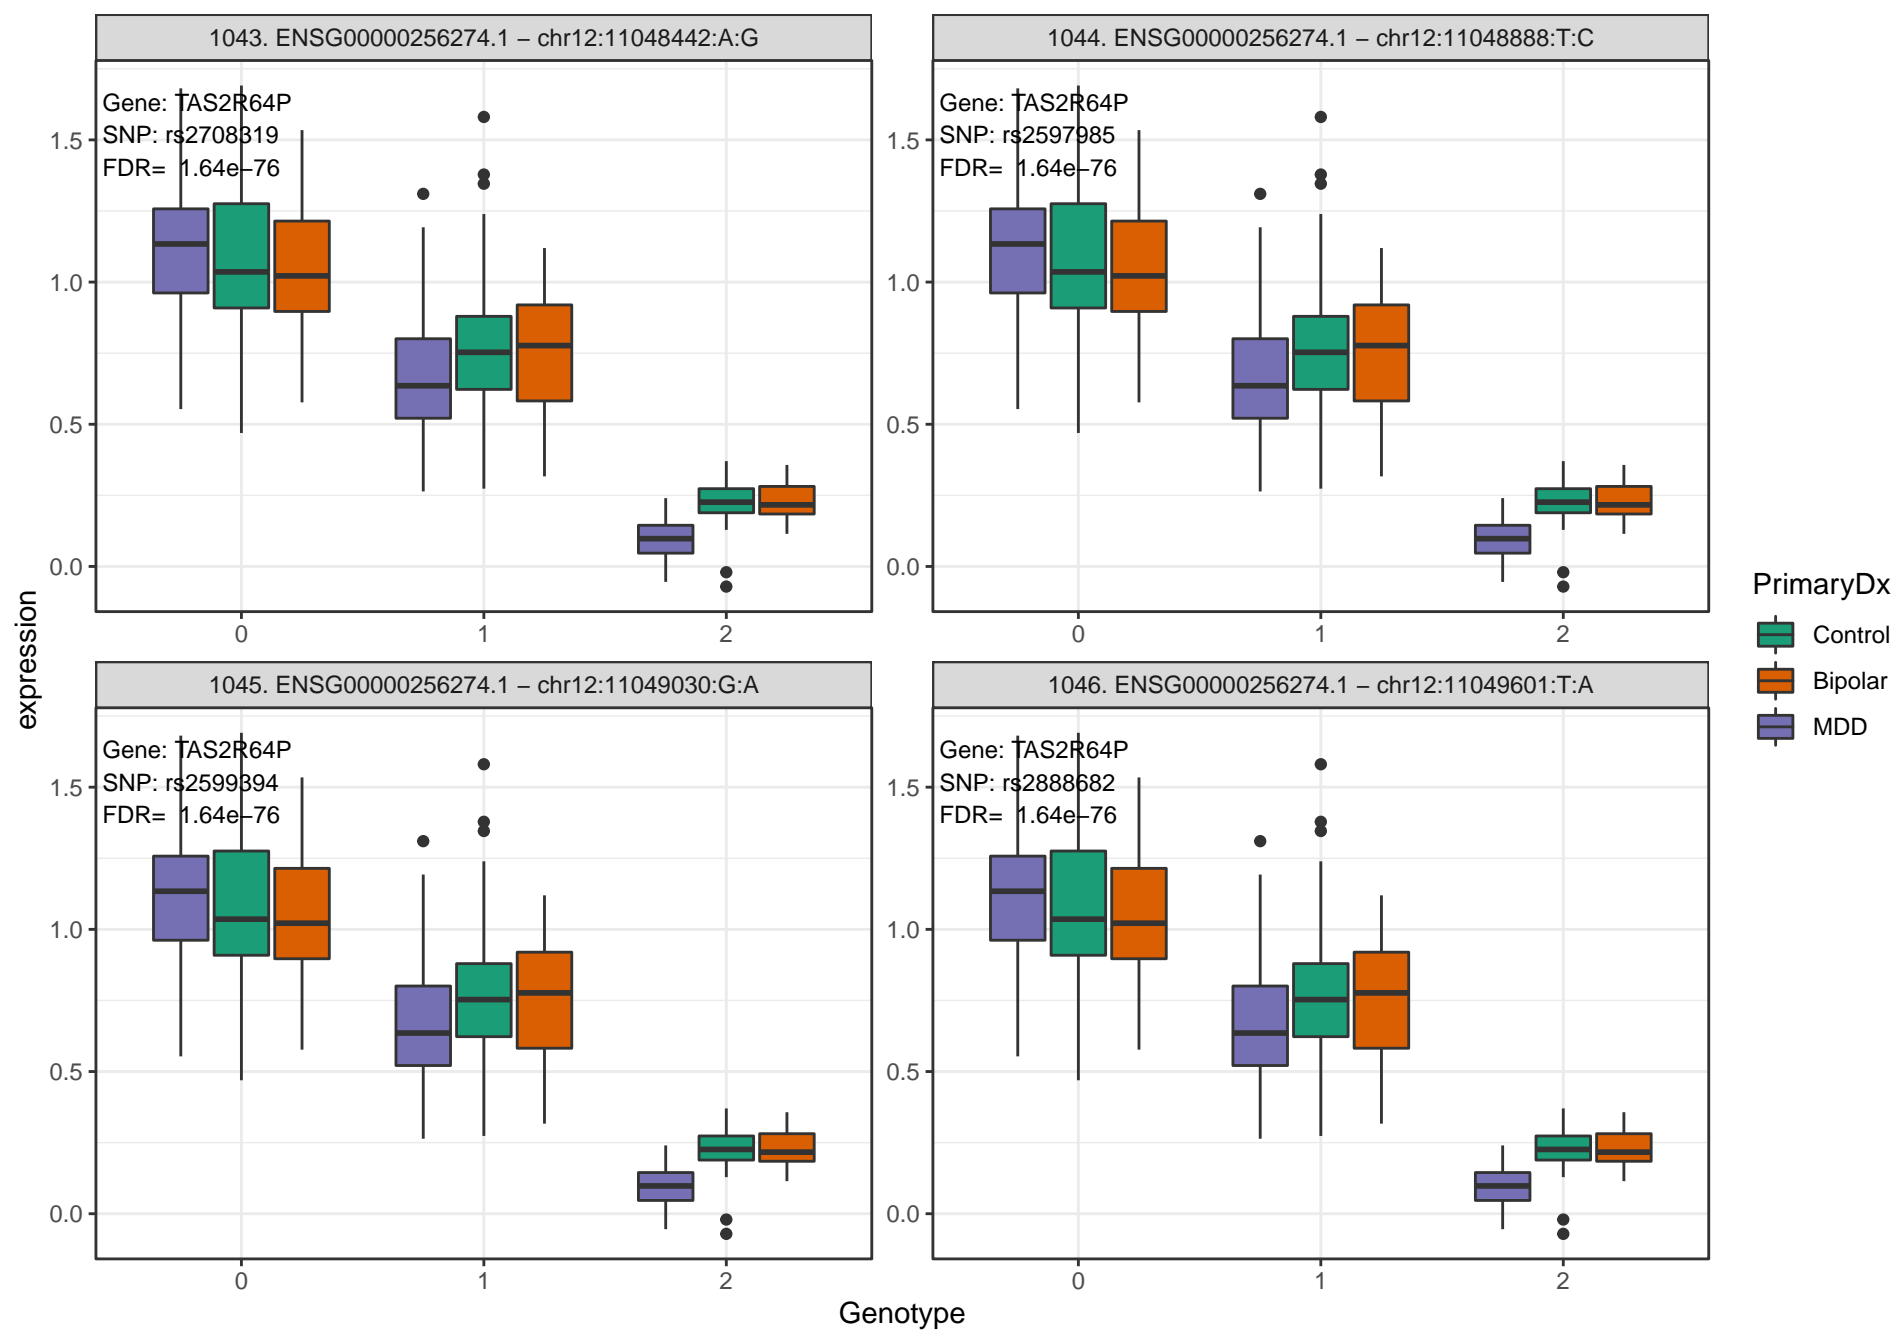 1043. ENSG00000256274.1 − chr12:11048442:A:G
Gene: TAS2R64P
SNP: rs2708319
FDR= 1.64e−76
1.5
1.0
0.5
0.0
0 1 2
1044. ENSG00000256274.1 − chr12:11048888:T:C
Gene: TAS2R64P
SNP: rs2597985
FDR= 1.64e−76
1.5
1.0
0.5
0.0
0 1 2
1045. ENSG00000256274.1 − chr12:11049030:G:A
Gene: TAS2R64P
SNP: rs2599394
FDR= 1.64e−76
1.5
1.0
0.5
0.0
0 1 2
1046. ENSG00000256274.1 − chr12:11049601:T:A
Gene: TAS2R64P
SNP: rs2888682
FDR= 1.64e−76
1.5
1.0
0.5
0.0
0 1 2
expression
Genotype
PrimaryDx
Control
Bipolar
MDD